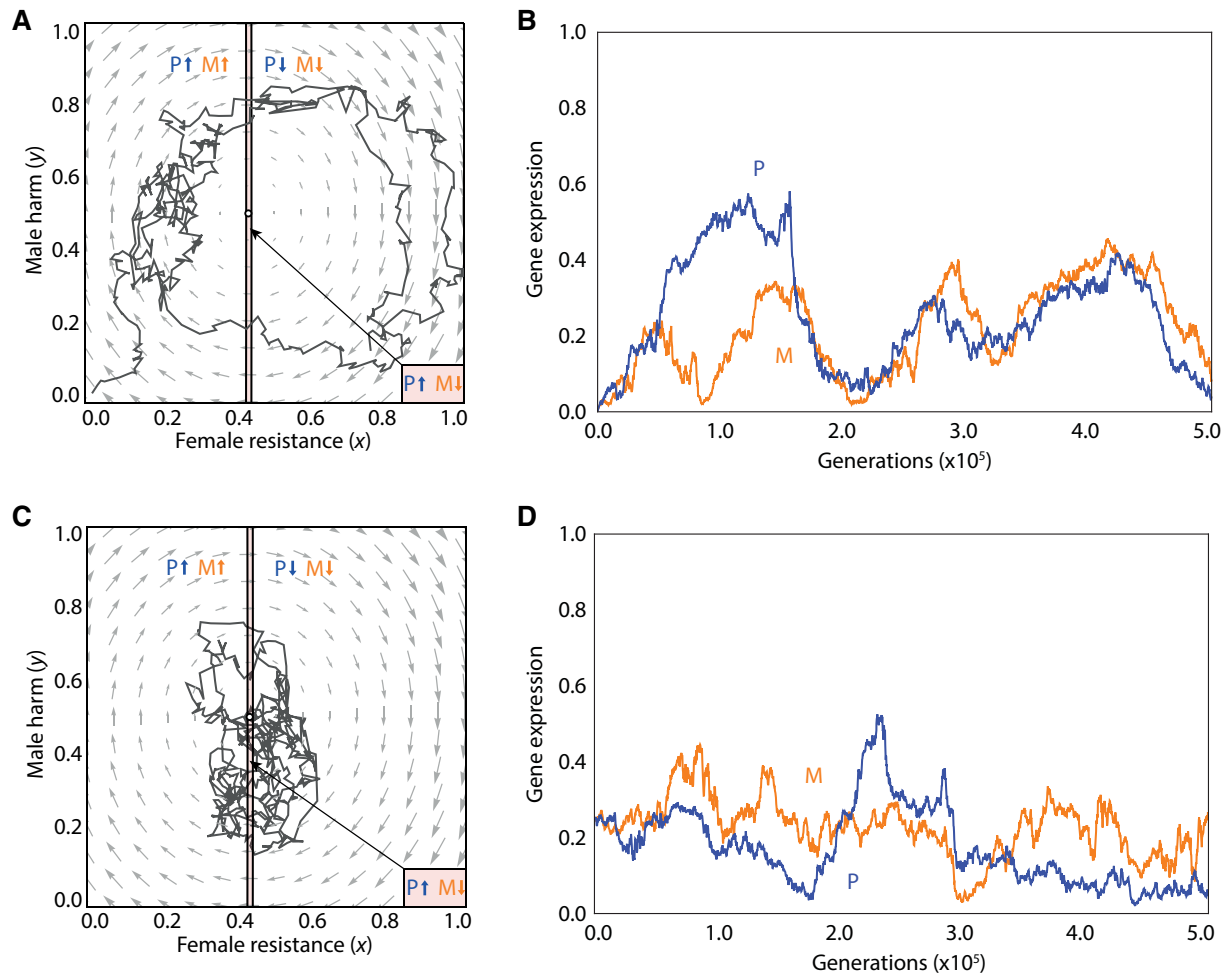 A
1.0
0.8
0.6
0.4
0.2
0.0
Male harm (y)
P↑ M↑
P↓ M↓
P↑ M↓
0.0
0.2
0.4
0.6
0.8
1.0
Female resistance (x)
B
1.0
0.8
0.6
0.4
0.2
0.0
Gene expression
P
M
0.0
1.0
2.0
3.0
4.0
5.0
Generations (x10⁵)
C
1.0
0.8
0.6
0.4
0.2
0.0
Male harm (y)
P↑ M↑
P↓ M↓
P↑ M↓
0.0
0.2
0.4
0.6
0.8
1.0
Female resistance (x)
D
1.0
0.8
0.6
0.4
0.2
0.0
Gene expression
M
P
0.0
1.0
2.0
3.0
4.0
5.0
Generations (x10⁵)